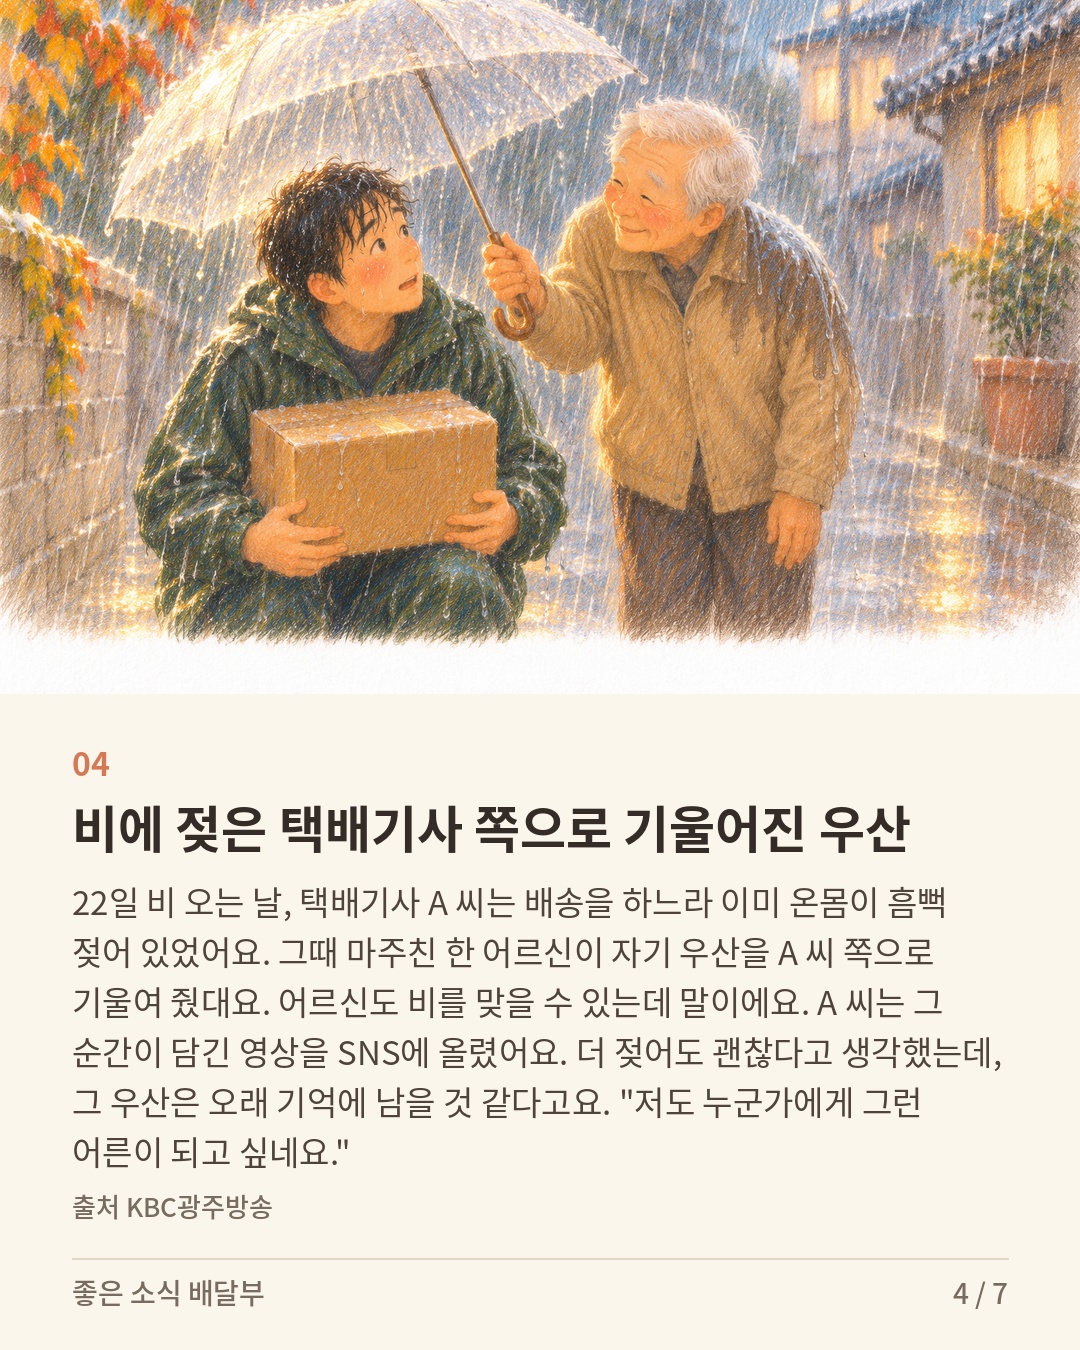 04
비에 젖은 택배기사 쪽으로 기울어진 우산
22일 비 오는 날, 택배기사 A 씨는 배송을 하느라 이미 온몸이 흠뻑
젖어 있었어요. 그때 마주친 한 어르신이 자기 우산을 A 씨 쪽으로
기울여 줬대요. 어르신도 비를 맞을 수 있는데 말이에요. A 씨는 그
순간이 담긴 영상을 SNS에 올렸어요. 더 젖어도 괜찮다고 생각했는데,
그 우산은 오래 기억에 남을 것 같다고요. "저도 누군가에게 그런
어른이 되고 싶네요."
출처 KBC광주방송
좋은 소식 배달부
4 / 7